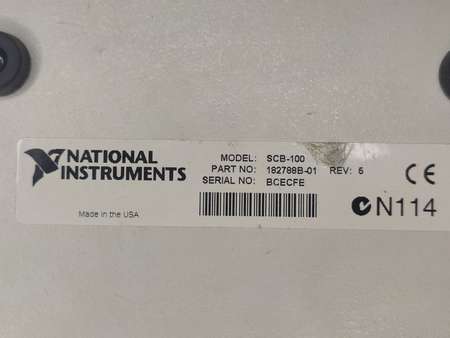 NATIONAL
INSTRUMENTS
Made in the USA
MODEL: SCB-100
PART NO: 182788B-01 REV: 5
SERIAL NO: BCECFE
CE
N114